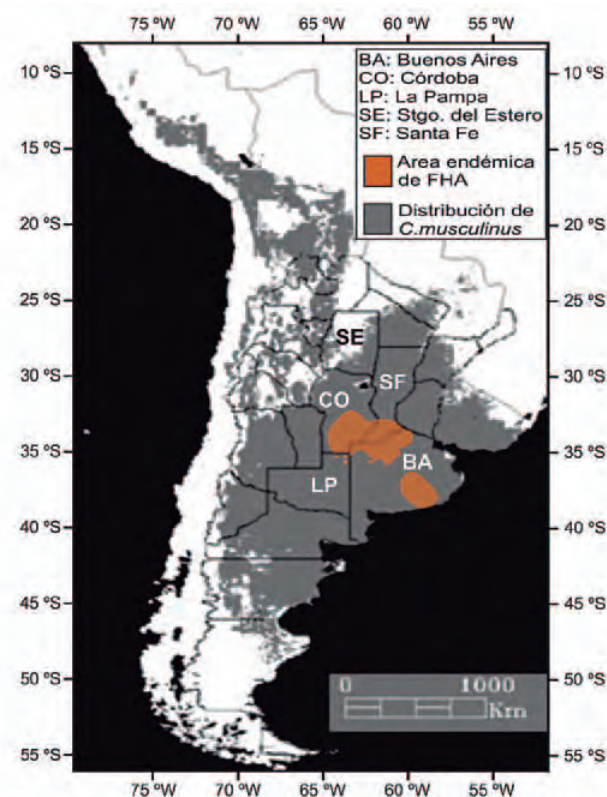 75 ºW 70 ºW 65 ºW 60 ºW 55 ºW
BA: Buenos Aires
CO: Córdoba
LP: La Pampa
SE: Stgo. del Estero
SF: Santa Fe
Area endémica
de FHA
Distribución de
C.musculinus
10 ºS
15 ºS
20 ºS
25 ºS
30 ºS
35 ºS
40 ºS
45 ºS
50 ºS
55 ºS
SE
SF
CO
BA
LP
10 ºS
15 ºS
20 ºS
25 ºS
30 ºS
35 ºS
40 ºS
45 ºS
50 ºS
55 ºS
0 1000
Km
75 ºW 70 ºW 65 ºW 60 ºW 55 ºW